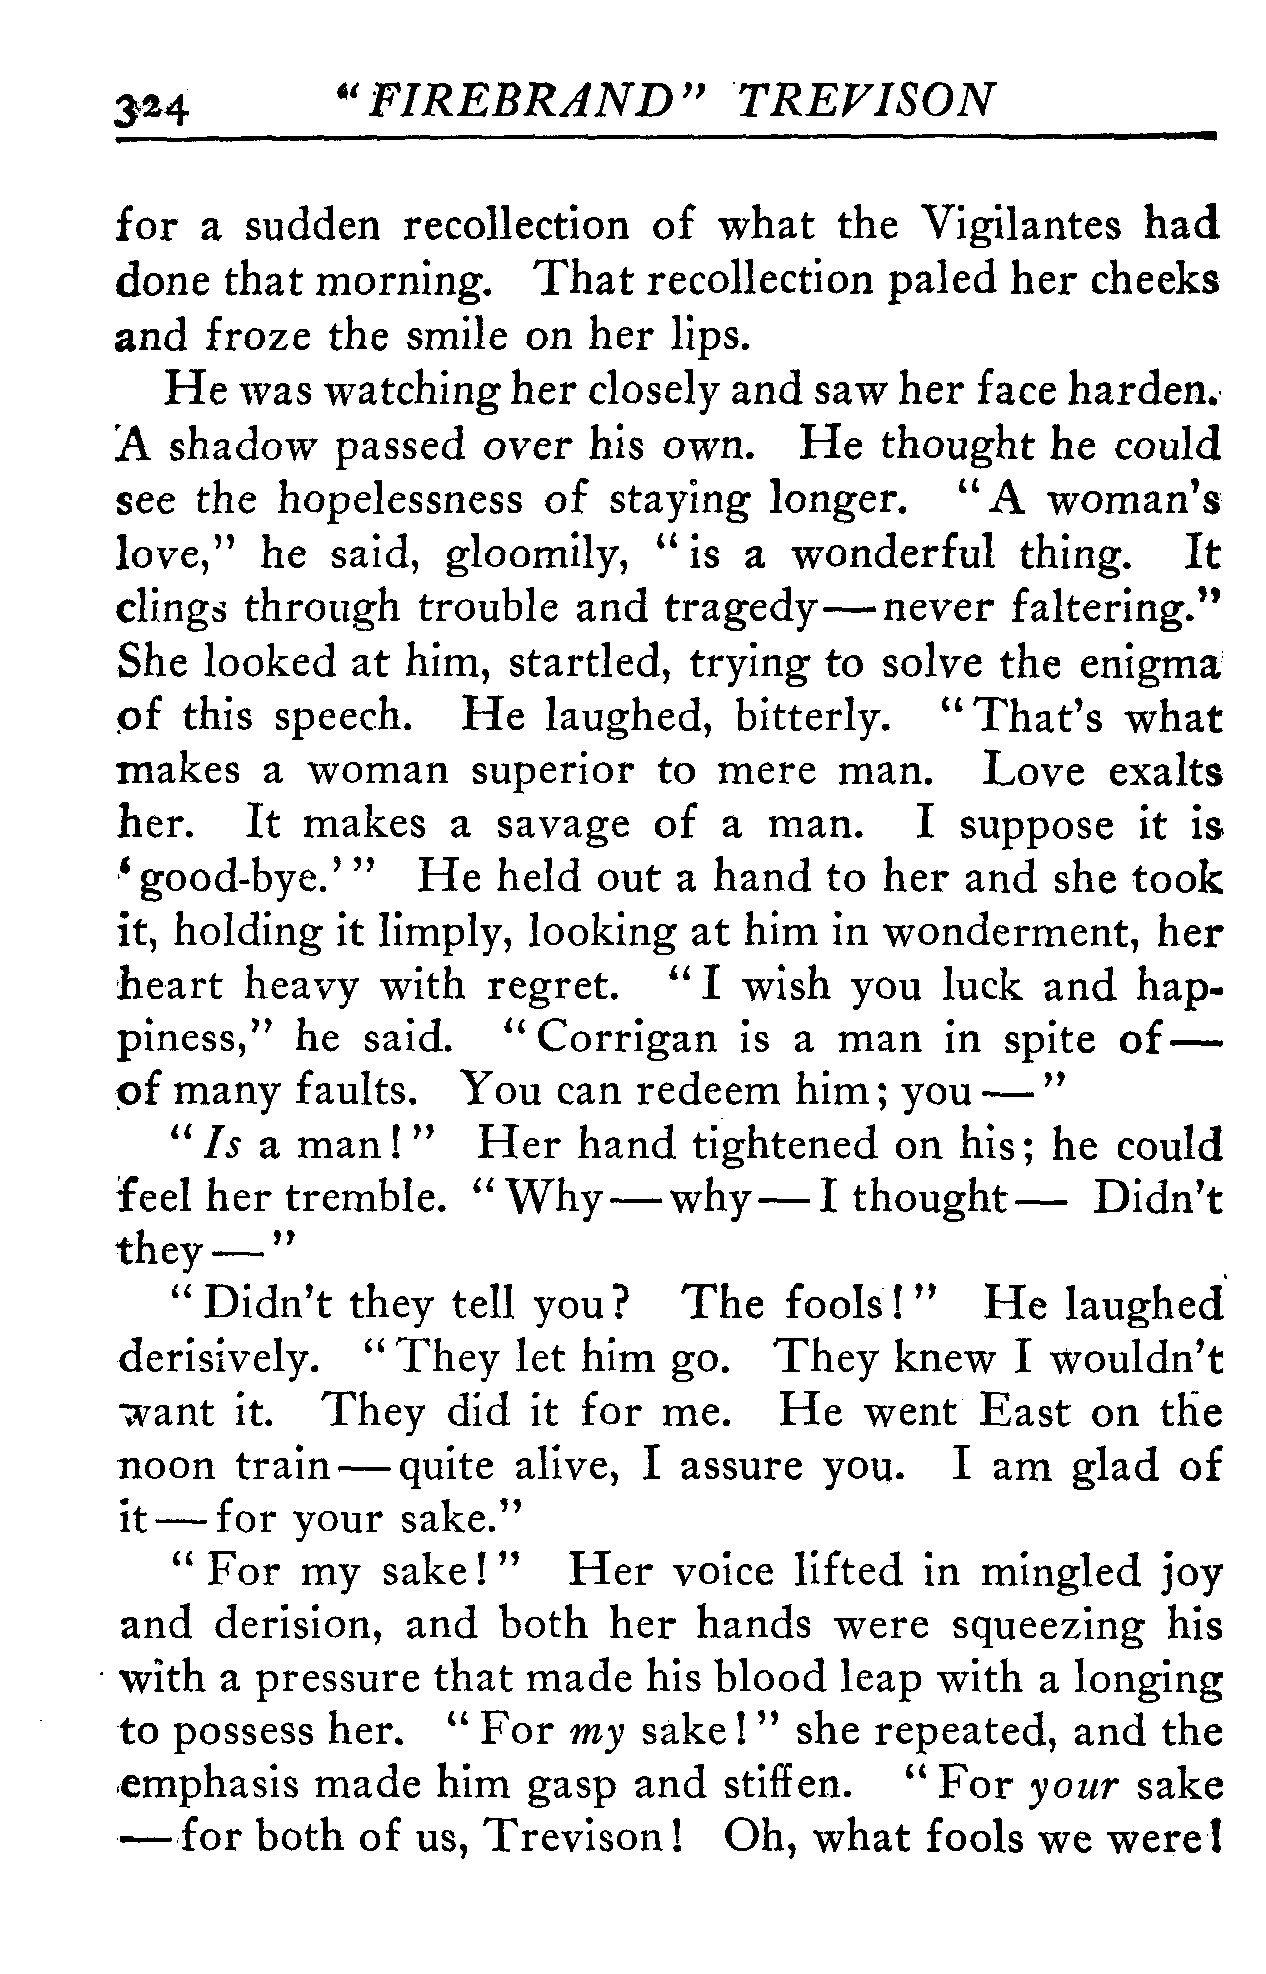 324 "FIREBRAND" TREVISON
for a sudden recollection of what the Vigilantes had
done that morning. That recollection paled her cheeks
and froze the smile on her lips.
He was watching her closely and saw her face harden.
A shadow passed over his own. He thought he could
see the hopelessness of staying longer. "A woman's
love," he said, gloomily, "is a wonderful thing. It
clings through trouble and tragedy—never faltering."
She looked at him, startled, trying to solve the enigma
of this speech. He laughed, bitterly. "That's what
makes a woman superior to mere man. Love exalts
her. It makes a savage of a man. I suppose it is
'good-bye.'" He held out a hand to her and she took
it, holding it limply, looking at him in wonderment, her
heart heavy with regret. "I wish you luck and hap-
piness," he said. "Corrigan is a man in spite of—
of many faults. You can redeem him; you—"
"Is a man!" Her hand tightened on his; he could
feel her tremble. "Why—why—I thought— Didn't
they—"
"Didn't they tell you? The fools!" He laughed
derisively. "They let him go. They knew I wouldn't
want it. They did it for me. He went East on the
noon train—quite alive, I assure you. I am glad of
it—for your sake."
"For my sake!" Her voice lifted in mingled joy
and derision, and both her hands were squeezing his
with a pressure that made his blood leap with a longing
to possess her. "For my sake!" she repeated, and the
emphasis made him gasp and stiffen. "For your sake
—for both of us, Trevison! Oh, what fools we were!